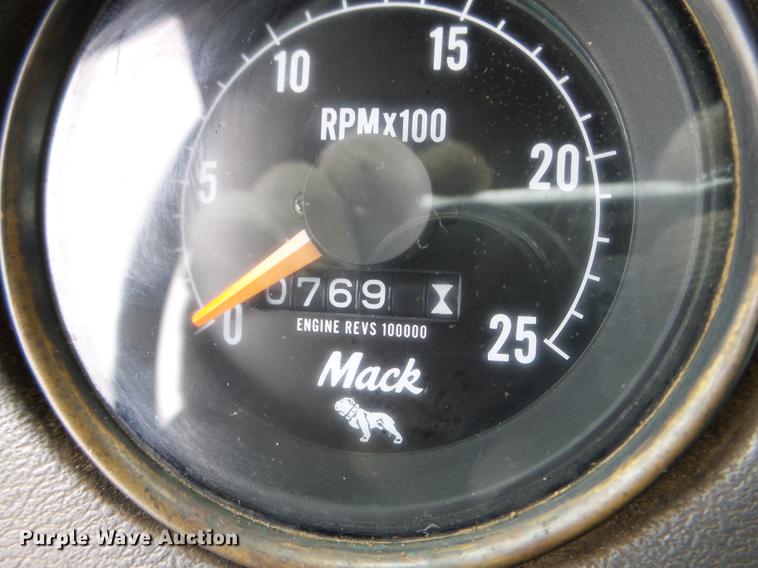 15
10
RPMX100
20
5
0769
0
ENGINE REVS 100000
25
Mack
Purple Wave Auction